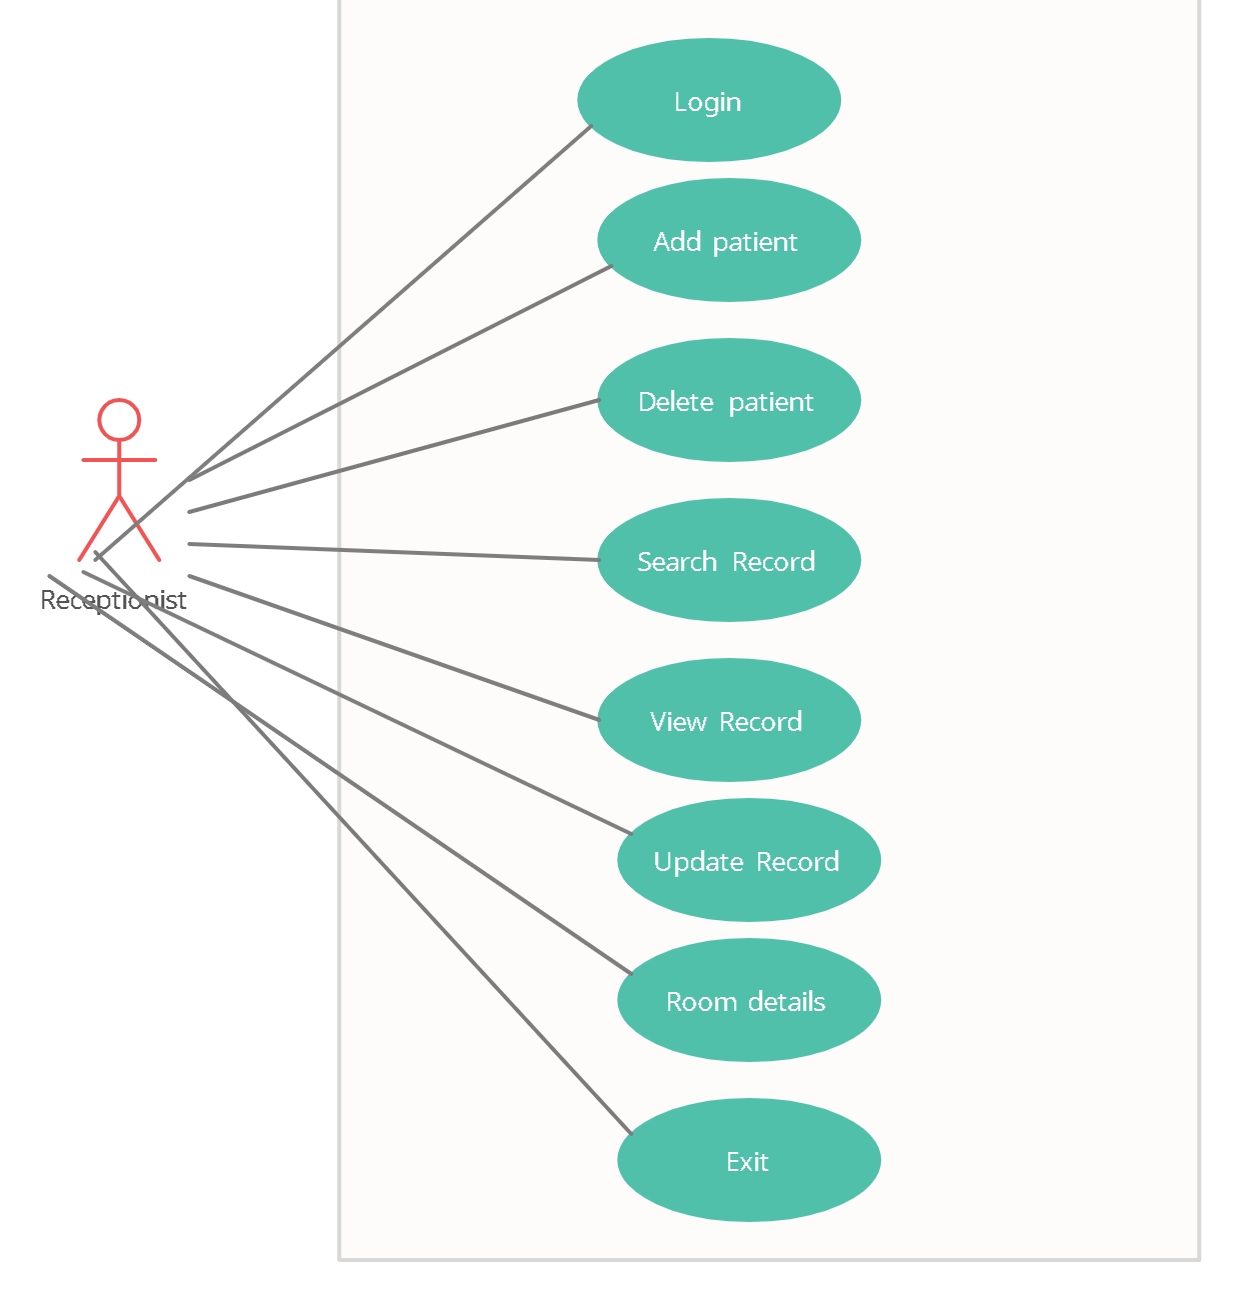 Login
Add patient
Delete patient
Search Record
Receptionist
View Record
Update Record
Room details
Exit